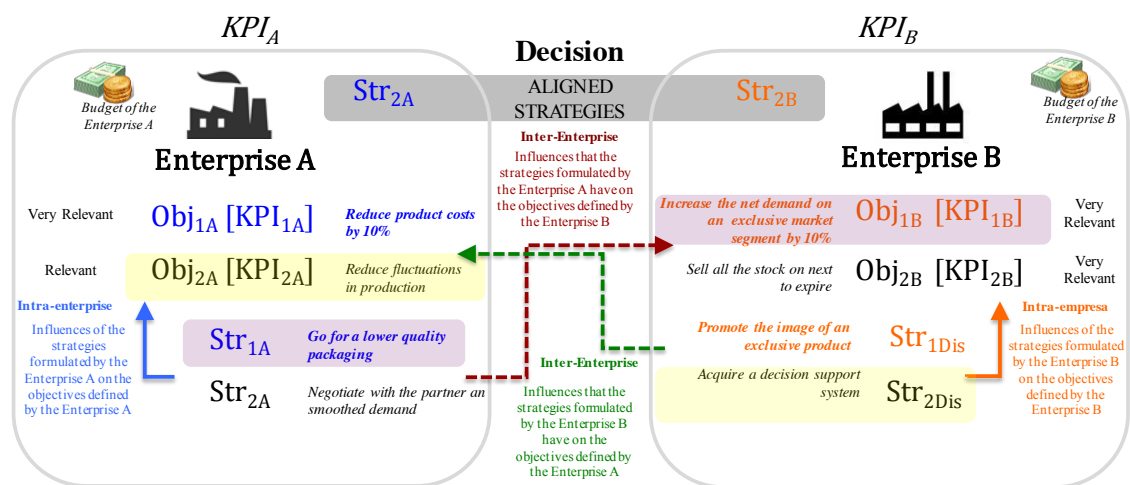 KPI_A
Decision
KPI_B
Budget of the
Enterprise A
Str_2A
ALIGNED
STRATEGIES
Str_2B
Budget of the
Enterprise B
Enterprise A
Enterprise B
Inter-Enterprise
Influences that the
strategies formulated by
the Enterprise A have on
the objectives defined by
the Enterprise B
Very Relevant
Obj_1A [KPI_1A]
Reduce product costs
by 10%
Relevant
Obj_2A [KPI_2A]
Reduce fluctuations
in production
Increase the net demand on
an exclusive market
segment by 10%
Obj_1B [KPI_1B]
Very
Relevant
Sell all the stock on next
to expire
Obj_2B [KPI_2B]
Very
Relevant
Intra-enterprise
Influences of the
strategies
formulated by the
Enterprise A on the
objectives defined
by the Enterprise A
Str_1A
Go for a lower quality
packaging
Str_2A
Negotiate with the partner an
smoothed demand
Inter-Enterprise
Influences that the
strategies formulated
by the Enterprise B
have on the
objectives defined by
the Enterprise A
Promote the image of an
exclusive product
Str_1Dis
Acquire a decision support
system
Str_2Dis
Intra-empresa
Influences of the
strategies formulated
by the Enterprise B
on the objectives
defined by the
Enterprise B